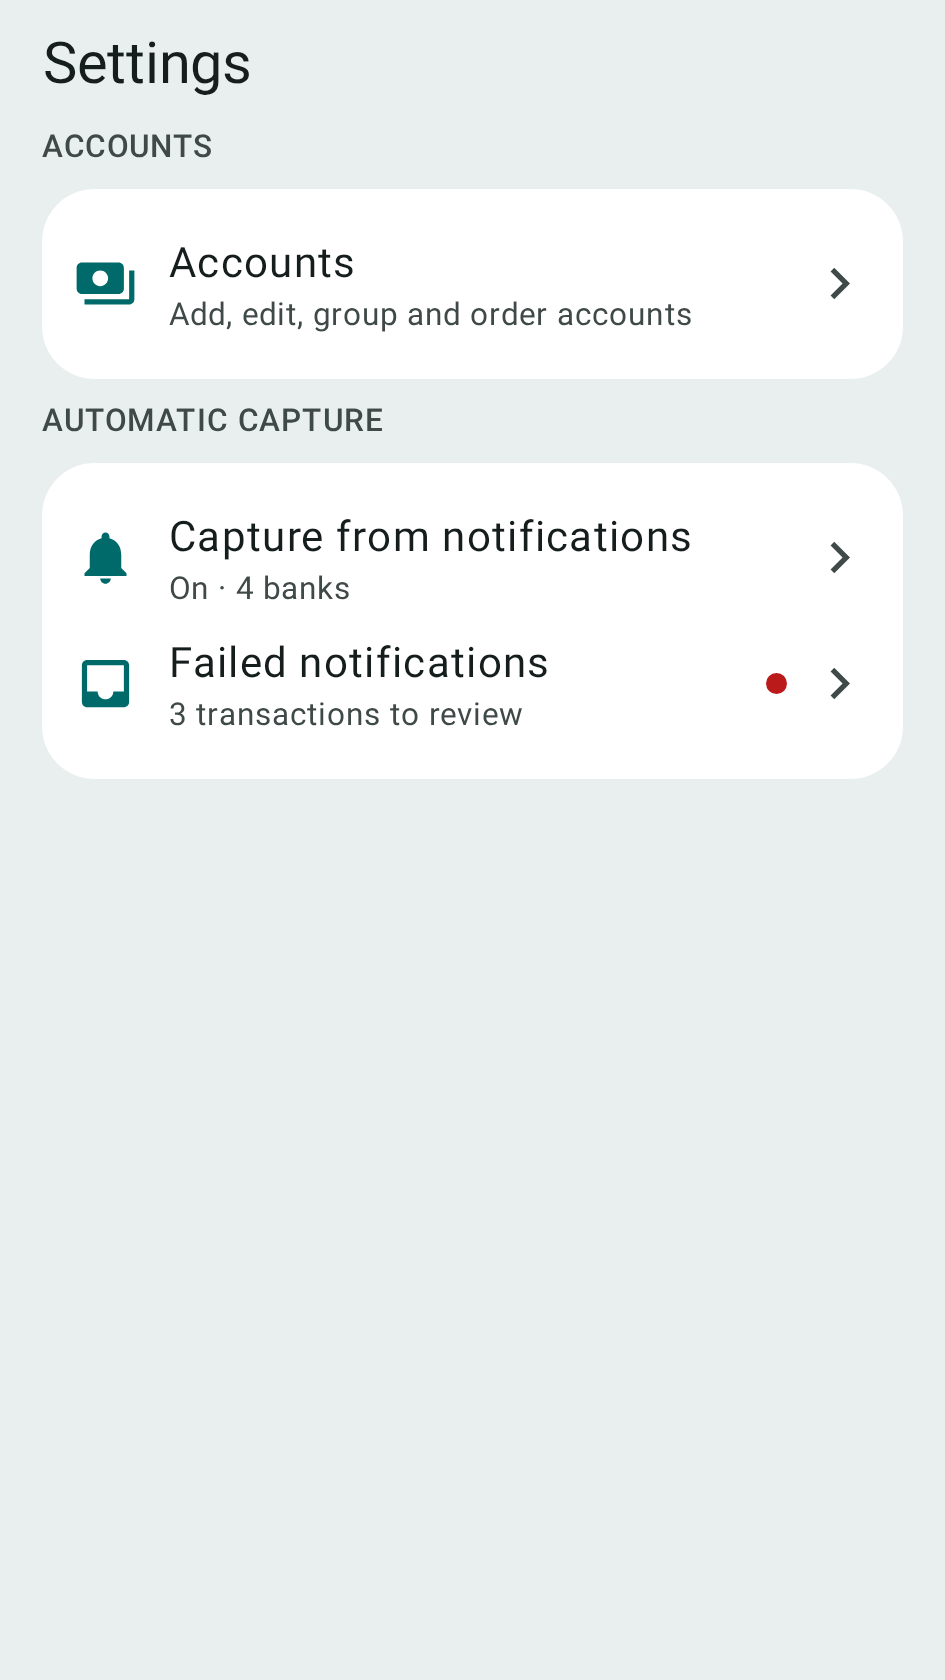 Settings
ACCOUNTS
Accounts
Add, edit, group and order accounts
AUTOMATIC CAPTURE
Capture from notifications
On · 4 banks
Failed notifications
3 transactions to review